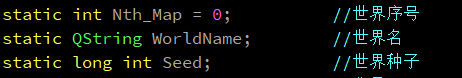 static int Nth_Map = 0; //世界序号
static QString WorldName; //世界名
static long int Seed; //世界种子